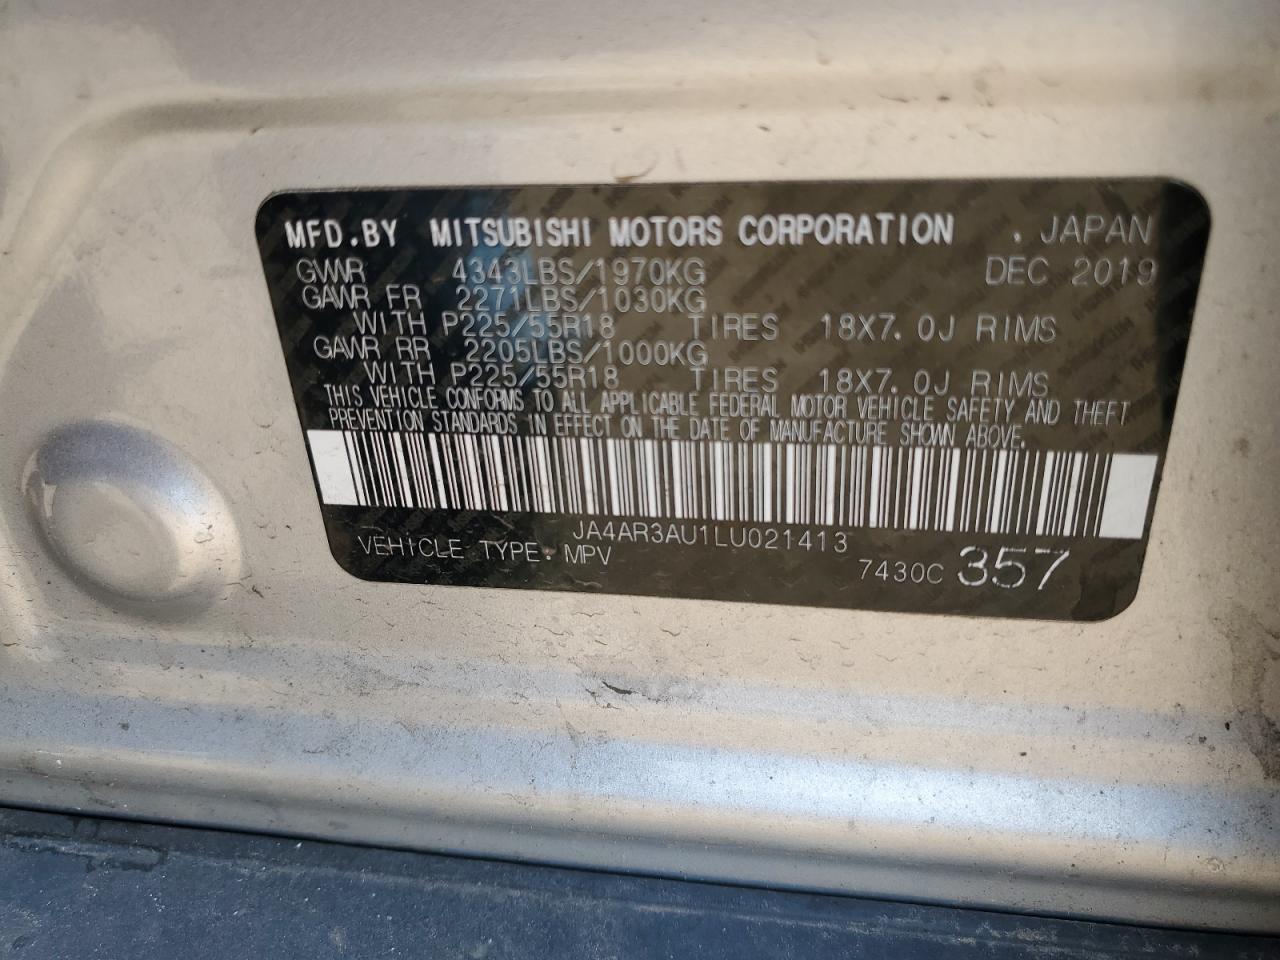 MFD.BY MITSUBISHI MOTORS CORPORATION . JAPAN
GVWR 4343LBS/1970KG DEC 2019
GAWR FR 2271LBS/1030KG
WITH P225/55R18 TIRES 18X7.0J RIMS
GAWR RR 2205LBS/1000KG
WITH P225/55R18 TIRES 18X7.0J RIMS
THIS VEHICLE CONFORMS TO ALL APPLICABLE FEDERAL MOTOR VEHICLE SAFETY AND THEFT
PREVENTION STANDARDS IN EFFECT ON THE DATE OF MANUFACTURE SHOWN ABOVE.
JA4AR3AU1LU021413
VEHICLE TYPE: MPV
7430C 357